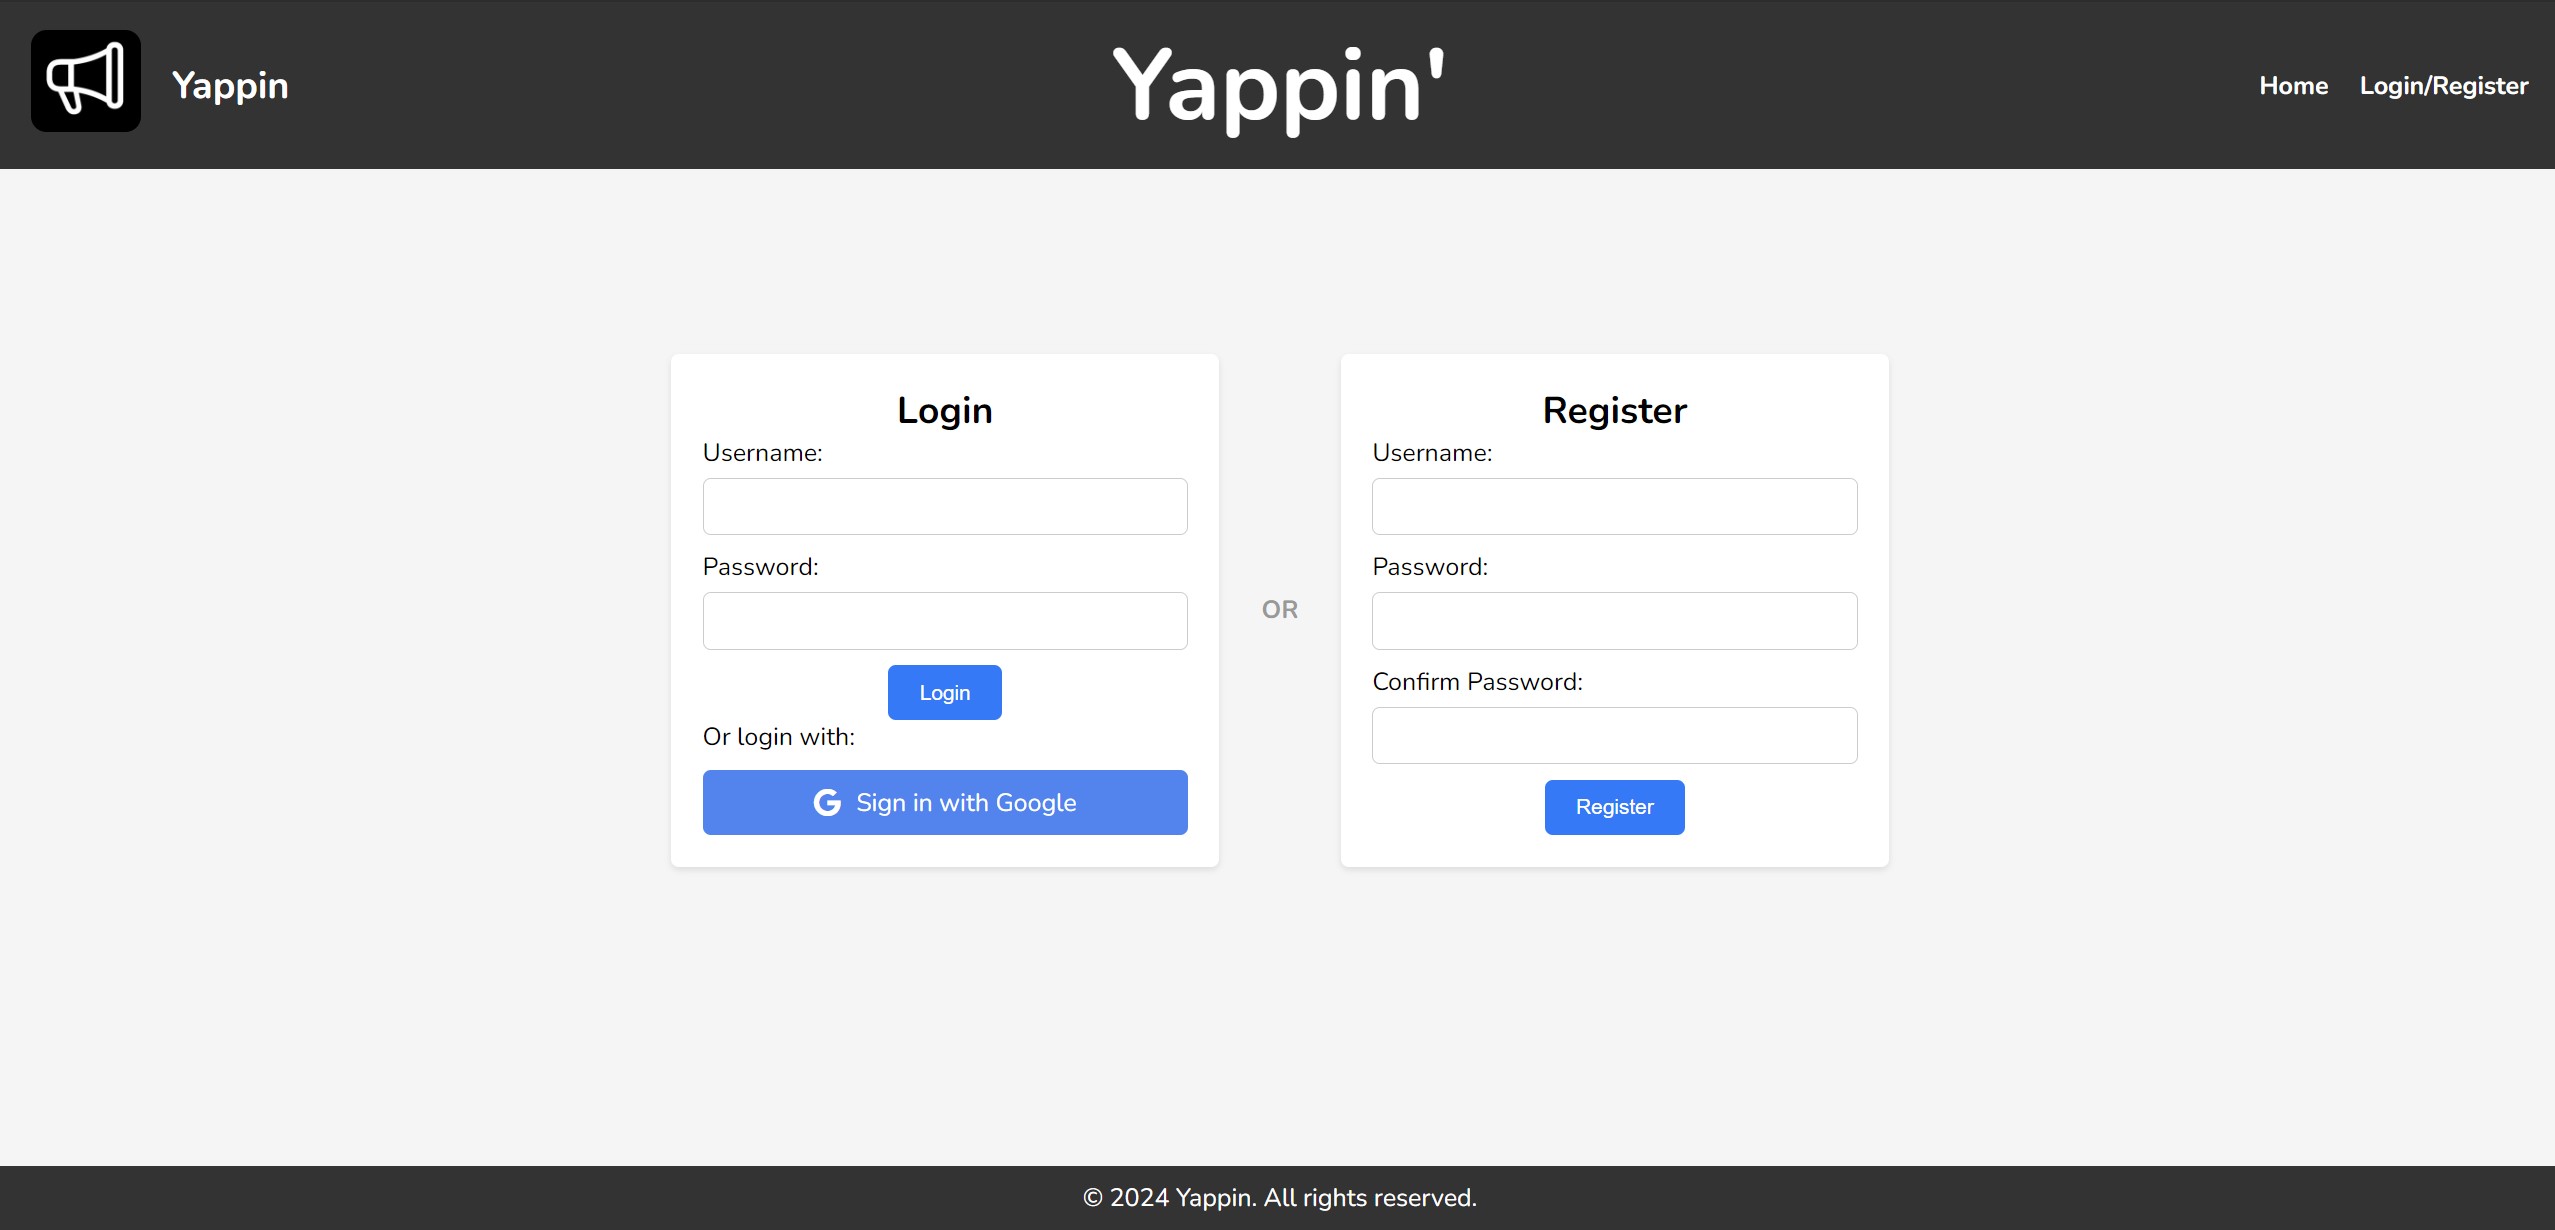 Yappin
Yappin'
Home
Login/Register
Login
Username:
Password:
Login
Or login with:
Sign in with Google
OR
Register
Username:
Password:
Confirm Password:
Register
© 2024 Yappin. All rights reserved.